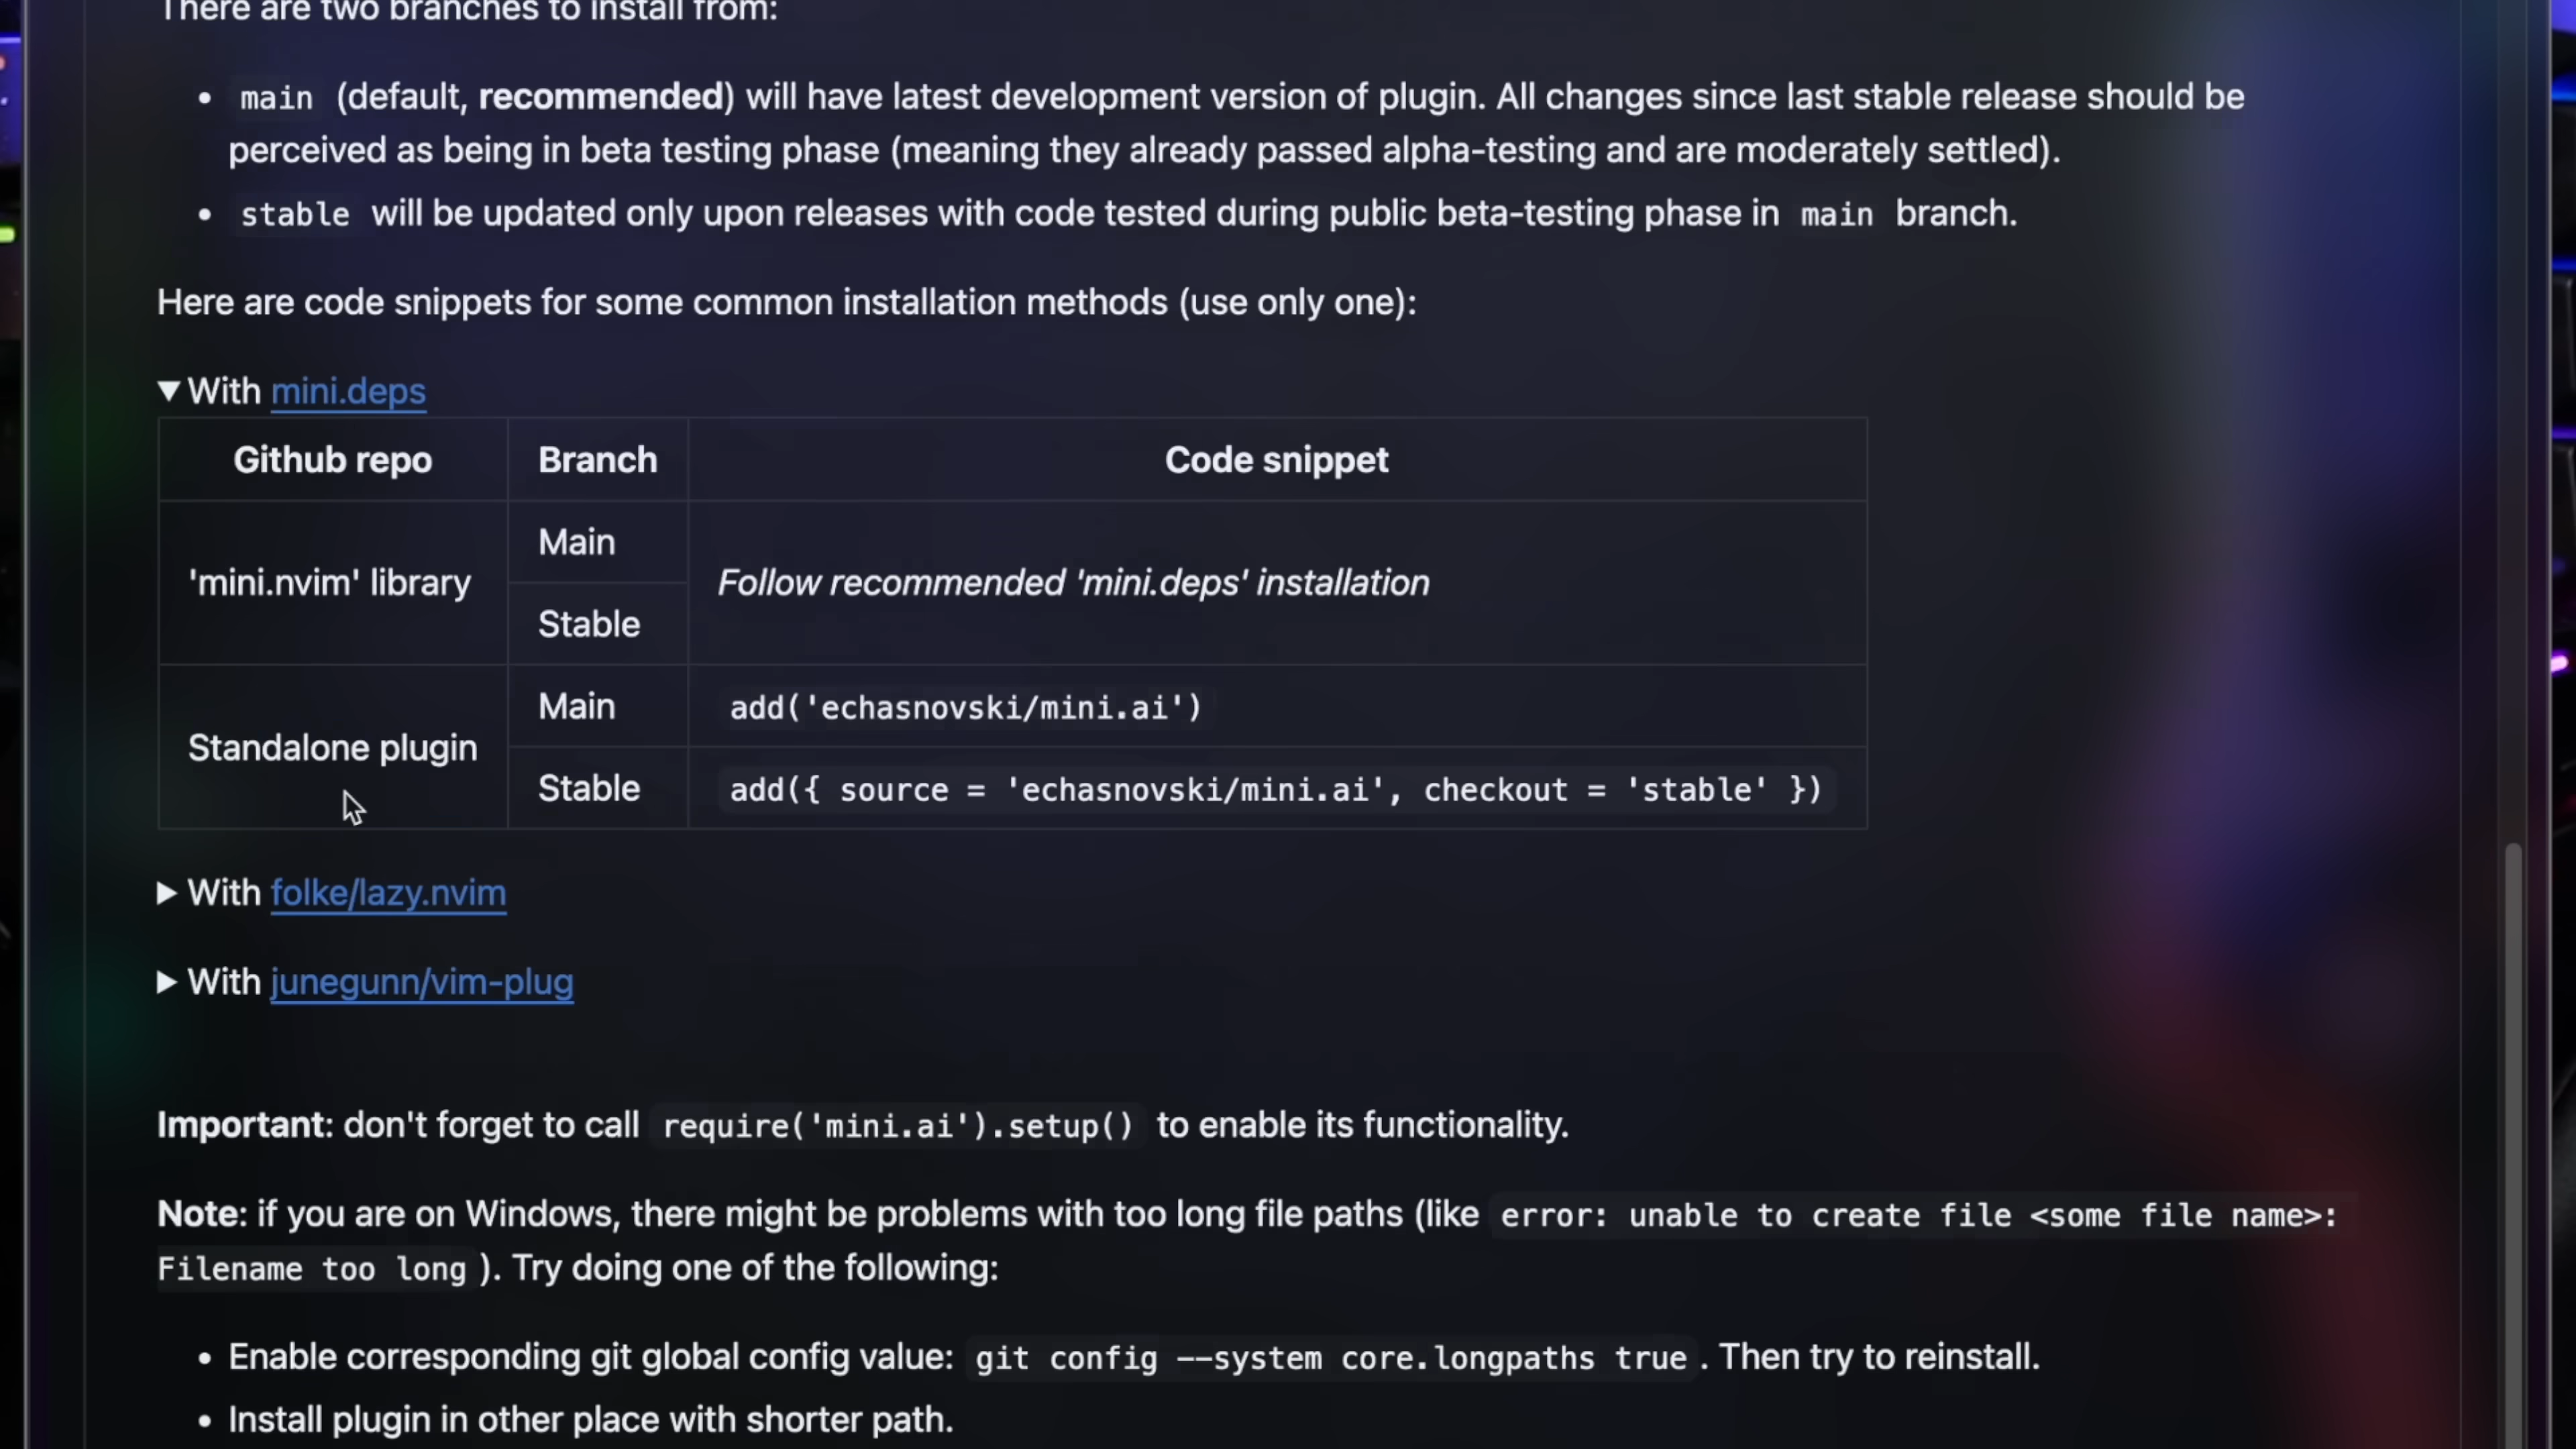 There are two branches to install from:
• main (default, recommended) will have latest development version of plugin. All changes since last stable release should be
perceived as being in beta testing phase (meaning they already passed alpha-testing and are moderately settled).
• stable will be updated only upon releases with code tested during public beta-testing phase in main branch.
Here are code snippets for some common installation methods (use only one):
▼ With mini.deps
Github repo Branch Code snippet
'mini.nvim' library Main Follow recommended 'mini.deps' installation
Stable
Standalone plugin Main add('echasnovski/mini.ai')
Stable add({ source = 'echasnovski/mini.ai', checkout = 'stable' })
▶ With folke/lazy.nvim
▶ With junegunn/vim-plug
Important: don't forget to call require('mini.ai').setup() to enable its functionality.
Note: if you are on Windows, there might be problems with too long file paths (like error: unable to create file <some file name>:
Filename too long ). Try doing one of the following:
• Enable corresponding git global config value: git config --system core.longpaths true . Then try to reinstall.
• Install plugin in other place with shorter path.